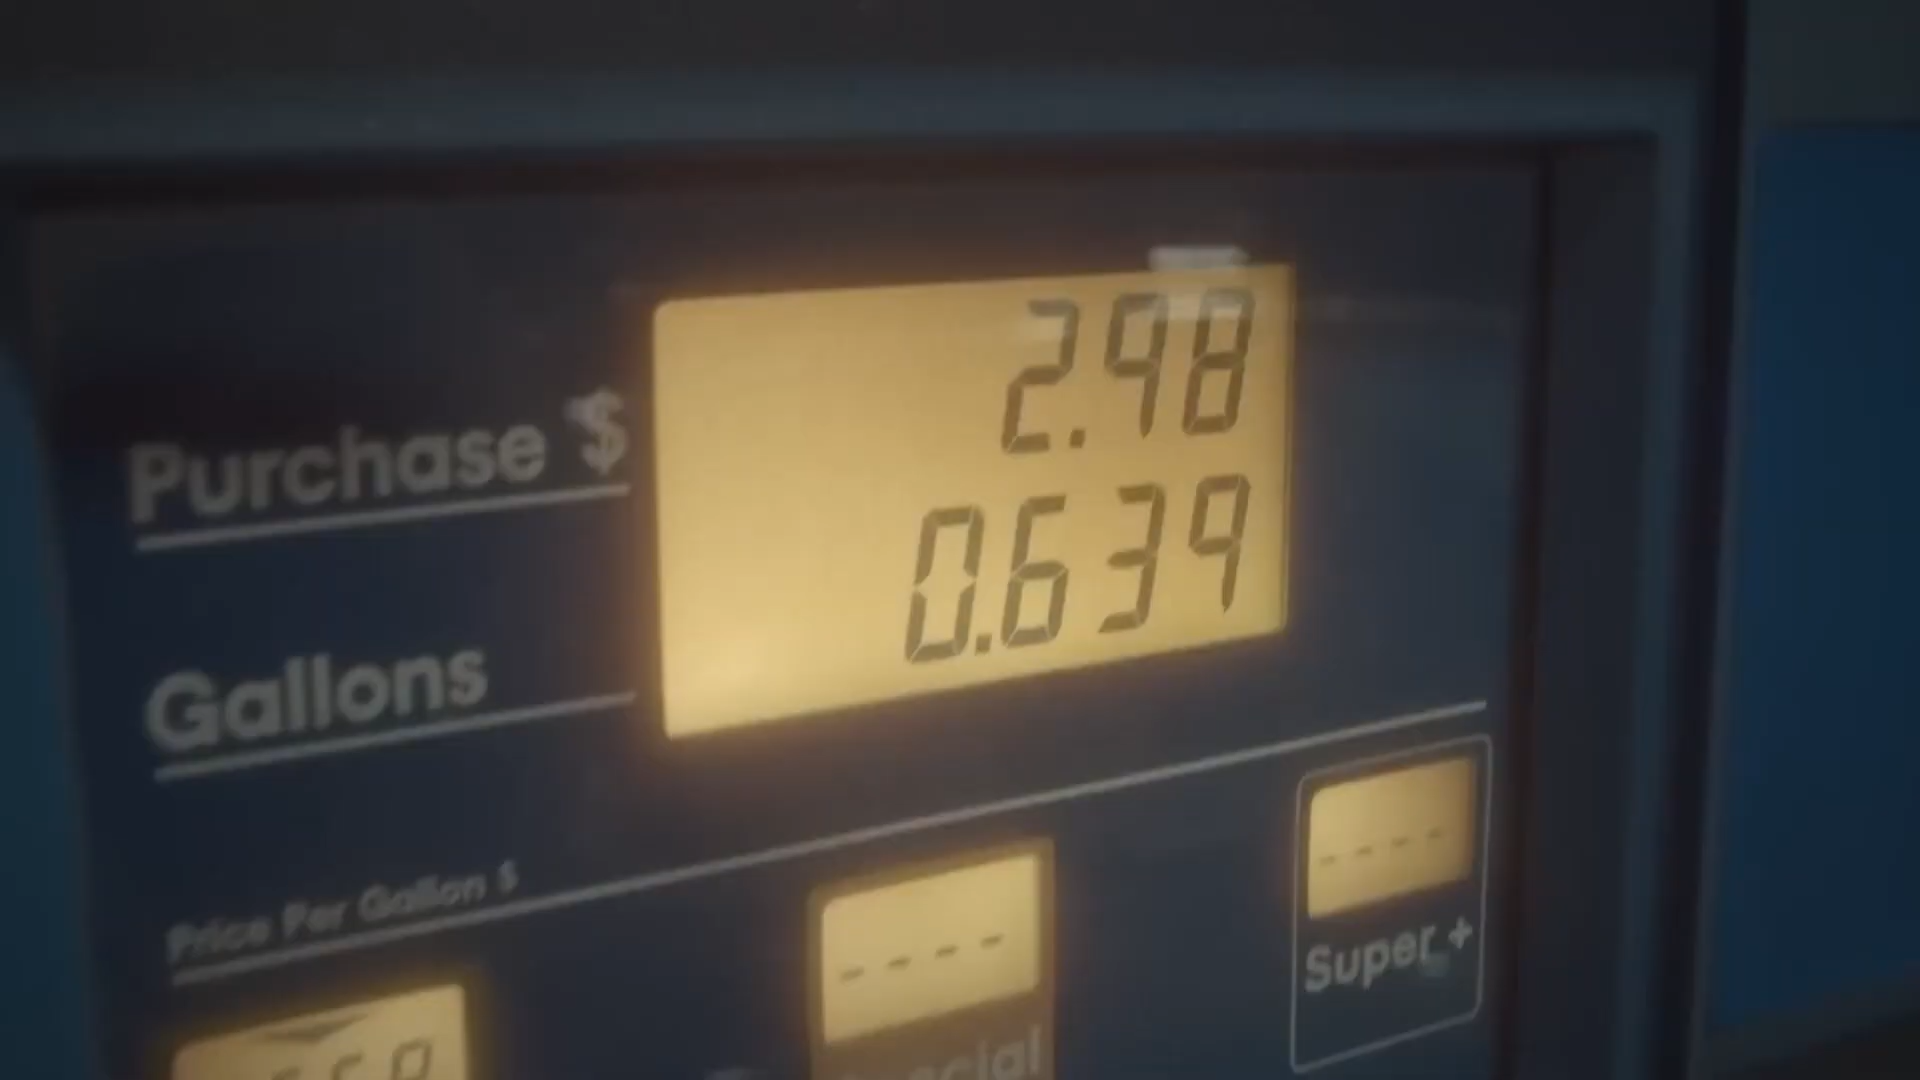 2.98
Purchase $
0.639
Gallons
Price Per Gallon $
----
----
Super +